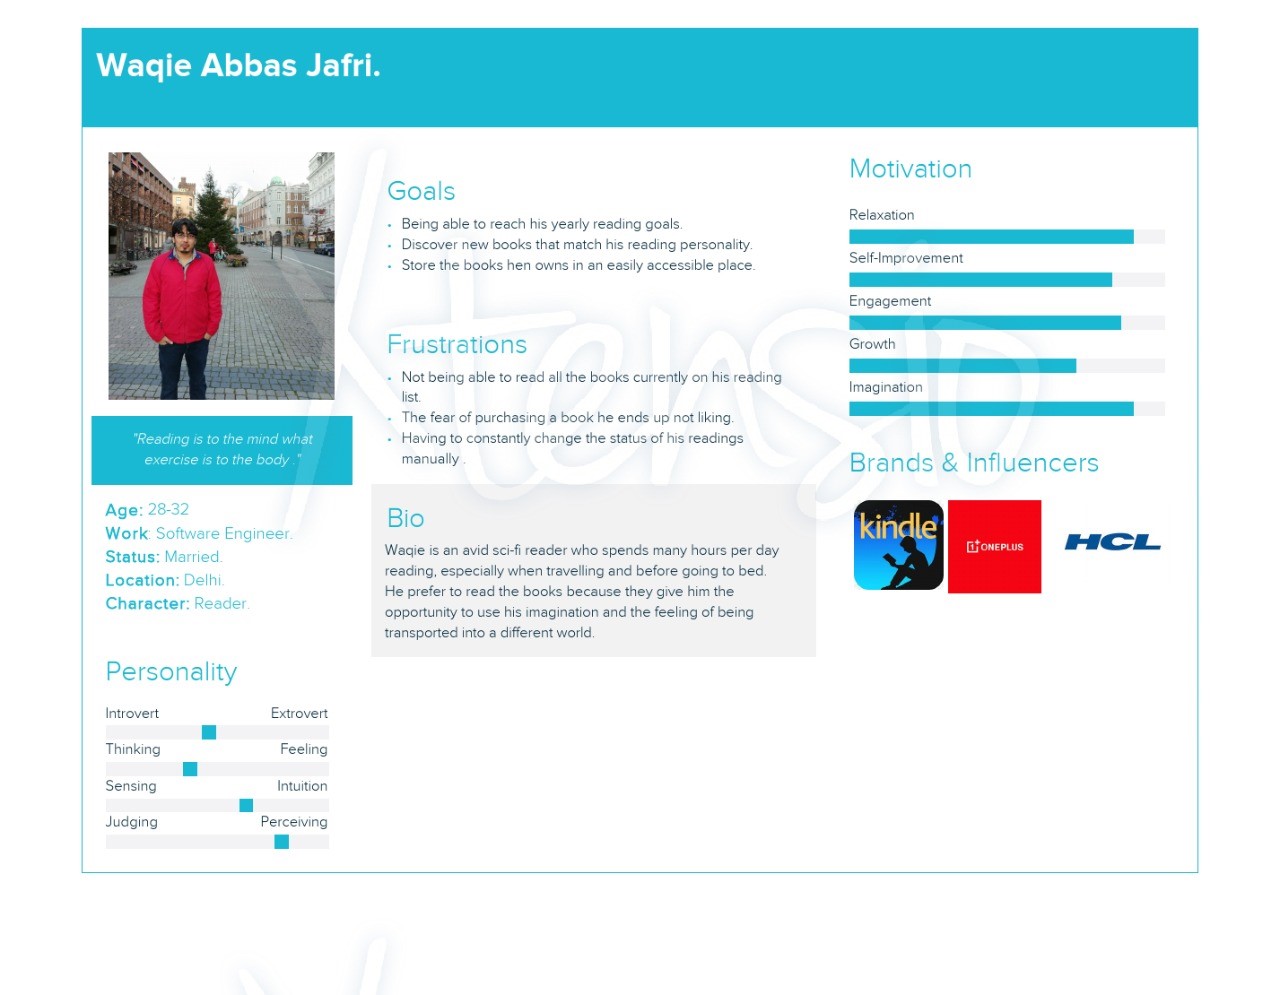 Waqie Abbas Jafri.
"Reading is to the mind what
exercise is to the body ."
Age: 28-32
Work: Software Engineer.
Status: Married.
Location: Delhi.
Character: Reader.
Personality
Introvert Extrovert
Thinking Feeling
Sensing Intuition
Judging Perceiving
Goals
• Being able to reach his yearly reading goals.
• Discover new books that match his reading personality.
• Store the books hen owns in an easily accessible place.
Frustrations
• Not being able to read all the books currently on his reading
list.
• The fear of purchasing a book he ends up not liking.
• Having to constantly change the status of his readings
manually .
Bio
Waqie is an avid sci-fi reader who spends many hours per day
reading, especially when travelling and before going to bed.
He prefer to read the books because they give him the
opportunity to use his imagination and the feeling of being
transported into a different world.
Motivation
Relaxation
Self-Improvement
Engagement
Growth
Imagination
Brands & Influencers
kindle
ONEPLUS
HCL
Xtensio